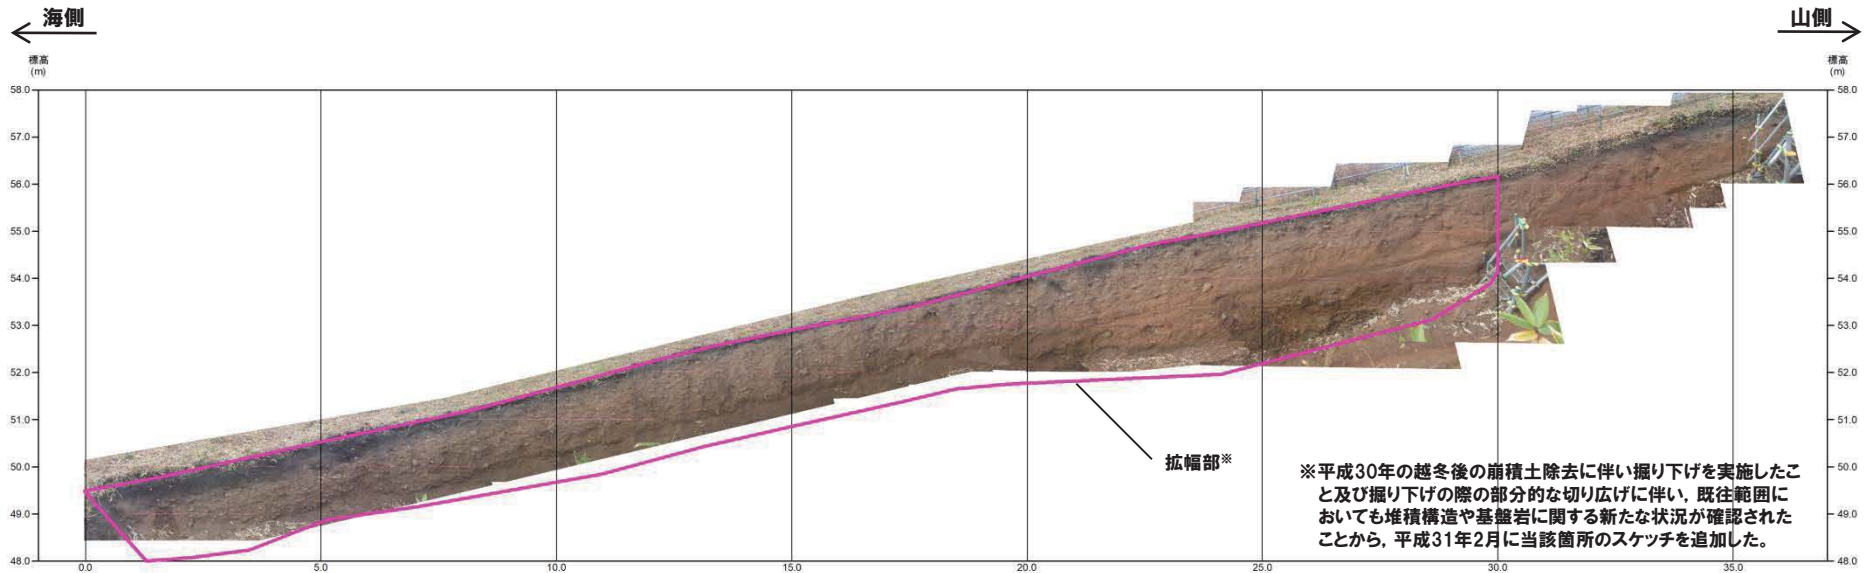 海側
山側
標高
(m)
標高
(m)
58.0
57.0
56.0
55.0
54.0
53.0
52.0
51.0
50.0
49.0
48.0
58.0
57.0
56.0
55.0
54.0
53.0
52.0
51.0
50.0
49.0
48.0
拡幅部※
※平成30年の越冬後の崩積土除去に伴い掘り下げを実施したこ
と及び掘り下げの際の部分的な切り広げに伴い，既往範囲に
おいても堆積構造や基盤岩に関する新たな状況が確認された
ことから，平成31年2月に当該箇所のスケッチを追加した。
0.0 5.0 10.0 15.0 20.0 25.0 30.0 35.0